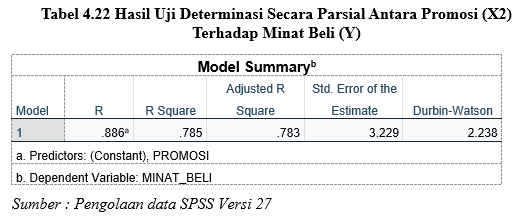 Tabel 4.22 Hasil Uji Determinasi Secara Parsial Antara Promosi (X2)
Terhadap Minat Beli (Y)
Model Summaryᵇ
Adjusted R Std. Error of the
Model R R Square Square Estimate Durbin-Watson
1 .886ᵃ .785 .783 3.229 2.238
a. Predictors: (Constant), PROMOSI
b. Dependent Variable: MINAT_BELI
Sumber : Pengolaan data SPSS Versi 27